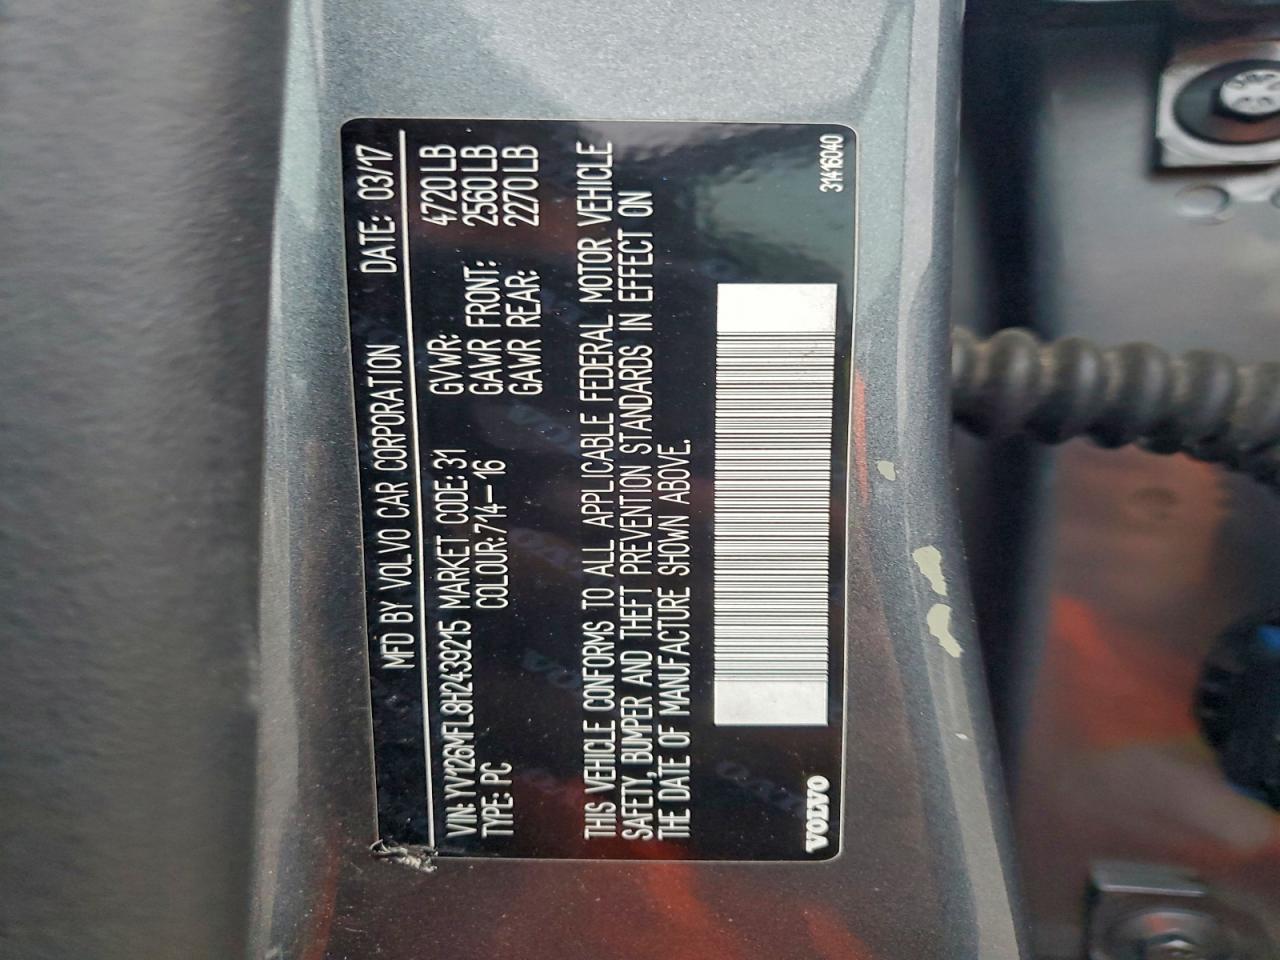 MFD BY VOLVO CAR CORPORATION DATE: 03/17
VIN: YV126MFL8H2439215 MARKET CODE: 31 GVWR: 4720 LB
TYPE: PC COLOUR: 714-16 GAWR FRONT: 2560 LB
GAWR REAR: 2270 LB
THIS VEHICLE CONFORMS TO ALL APPLICABLE FEDERAL MOTOR VEHICLE
SAFETY, BUMPER AND THEFT PREVENTION STANDARDS IN EFFECT ON
THE DATE OF MANUFACTURE SHOWN ABOVE.
VOLVO 31416040